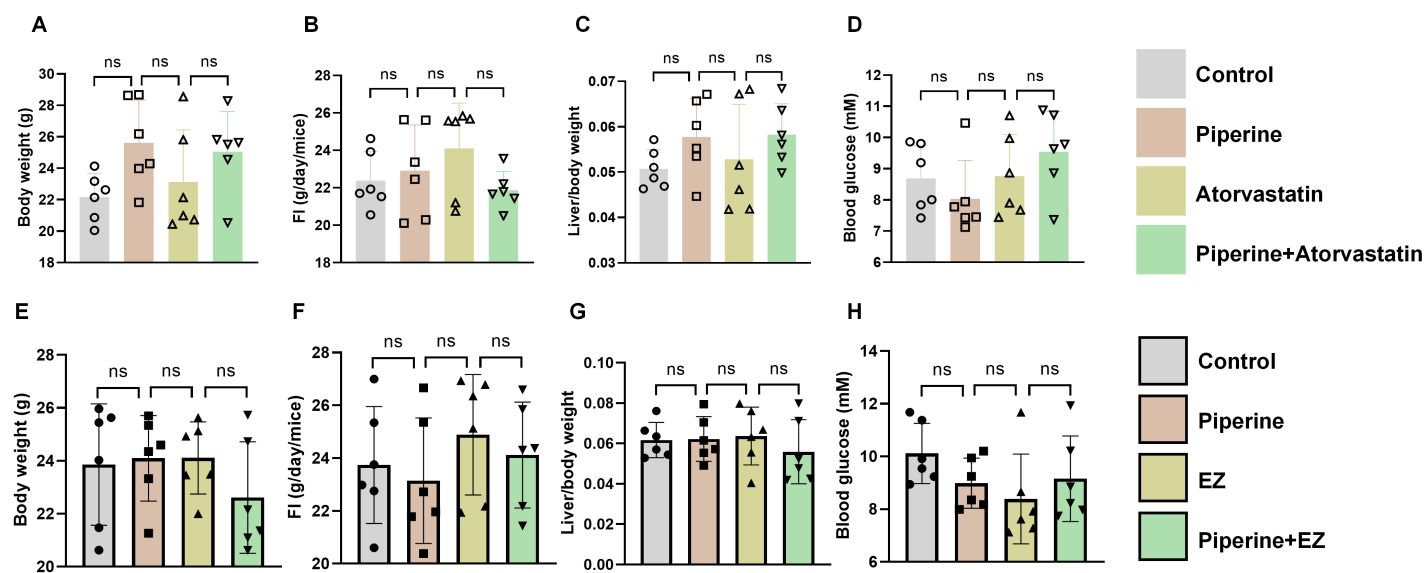 A
B
C
D
ns ns ns
ns ns ns
ns ns ns
ns ns ns
Body weight (g)
30
28
26
24
22
20
18
FI (g/day/mice)
28
26
24
22
20
18
Liver/body weight
0.07
0.06
0.05
0.04
0.03
Blood glucose (mM)
12
11
10
9
8
7
6
Control
Piperine
Atorvastatin
Piperine+Atorvastatin
E
F
G
H
ns ns ns
ns ns ns
ns ns ns
ns ns ns
Body weight (g)
28
26
24
22
20
FI (g/day/mice)
28
26
24
22
20
Liver/body weight
0.10
0.08
0.06
0.04
0.02
0.00
Blood glucose (mM)
14
12
10
8
6
Control
Piperine
EZ
Piperine+EZ